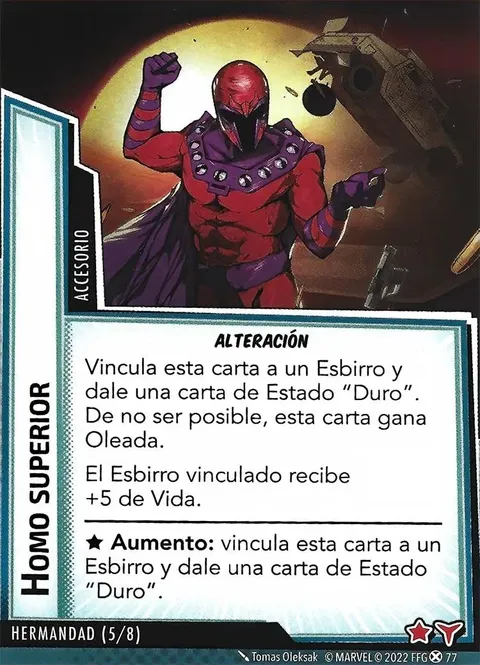 ACCESORIO
HOMO SUPERIOR
ALTERACIÓN
Vincula esta carta a un Esbirro y
dale una carta de Estado “Duro”.
De no ser posible, esta carta gana
Oleada.
El Esbirro vinculado recibe
+5 de Vida.
★ Aumento: vincula esta carta a un
Esbirro y dale una carta de Estado
“Duro”.
HERMANDAD (5/8)
Tomas Oleksak © MARVEL © 2022 FFG 77